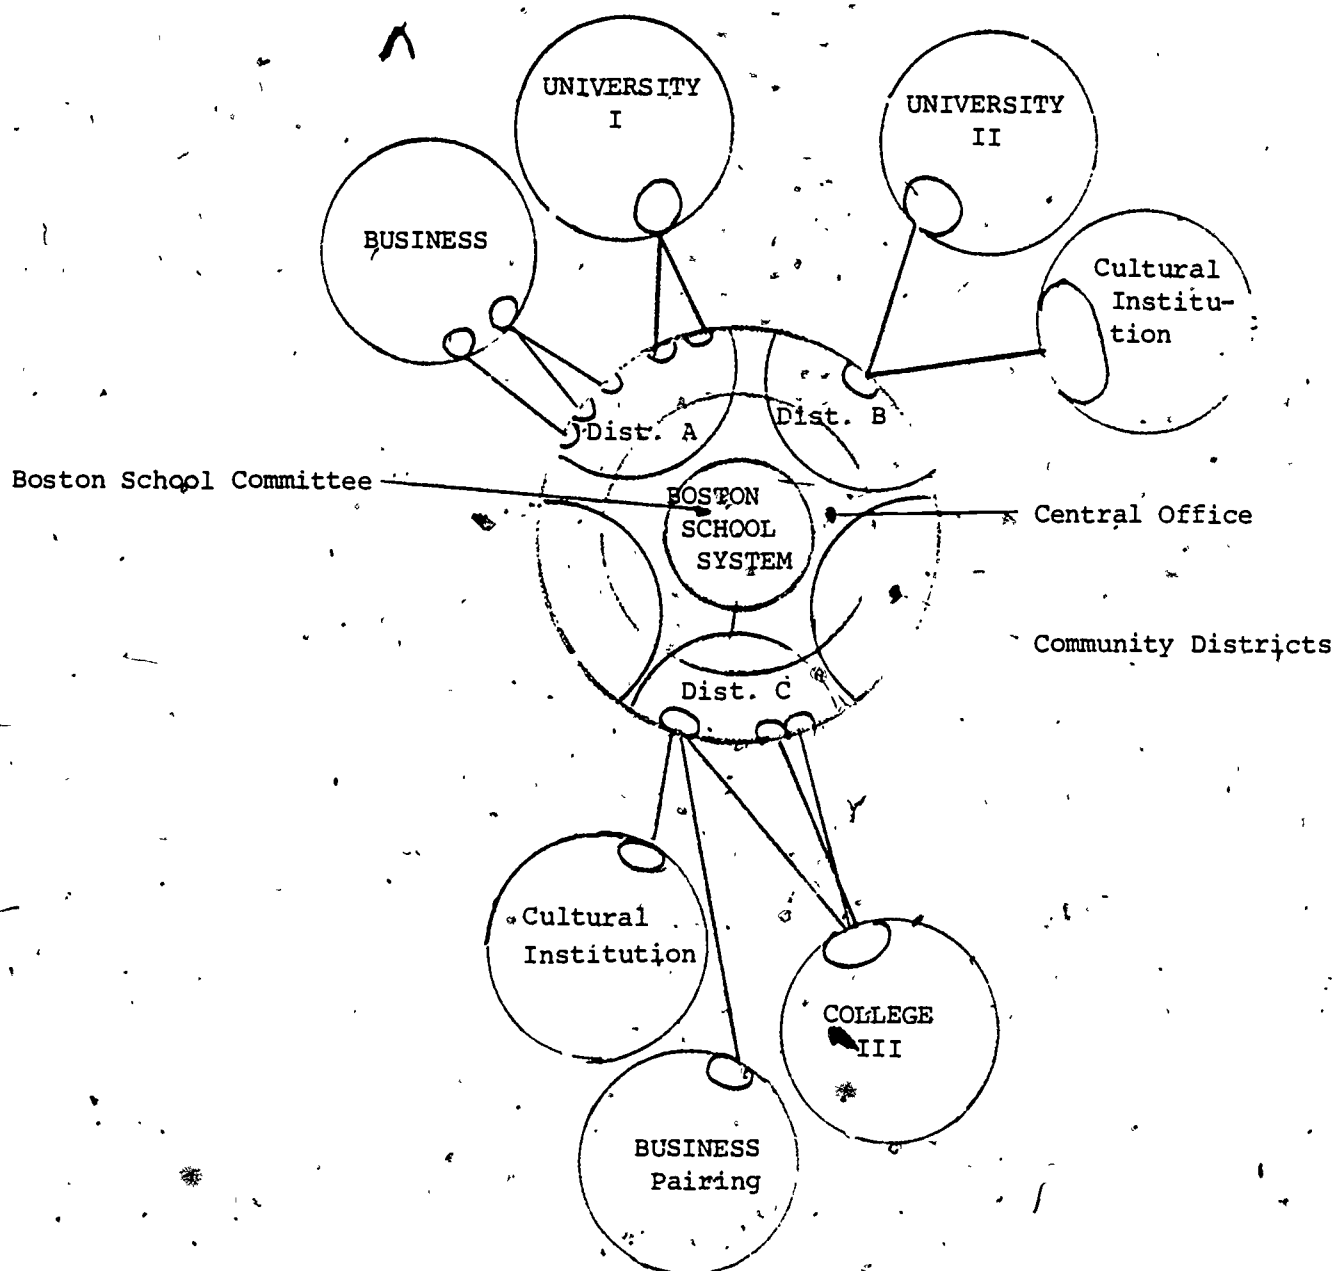 UNIVERSITY
I
UNIVERSITY
II
BUSINESS
Cultural
Institu-
tion
Dist. A
Dist. B
Boston School Committee
BOSTON
SCHOOL
SYSTEM
Central Office
Community Districts
Dist. C
Cultural
Institution
COLLEGE
III
BUSINESS
Pairing